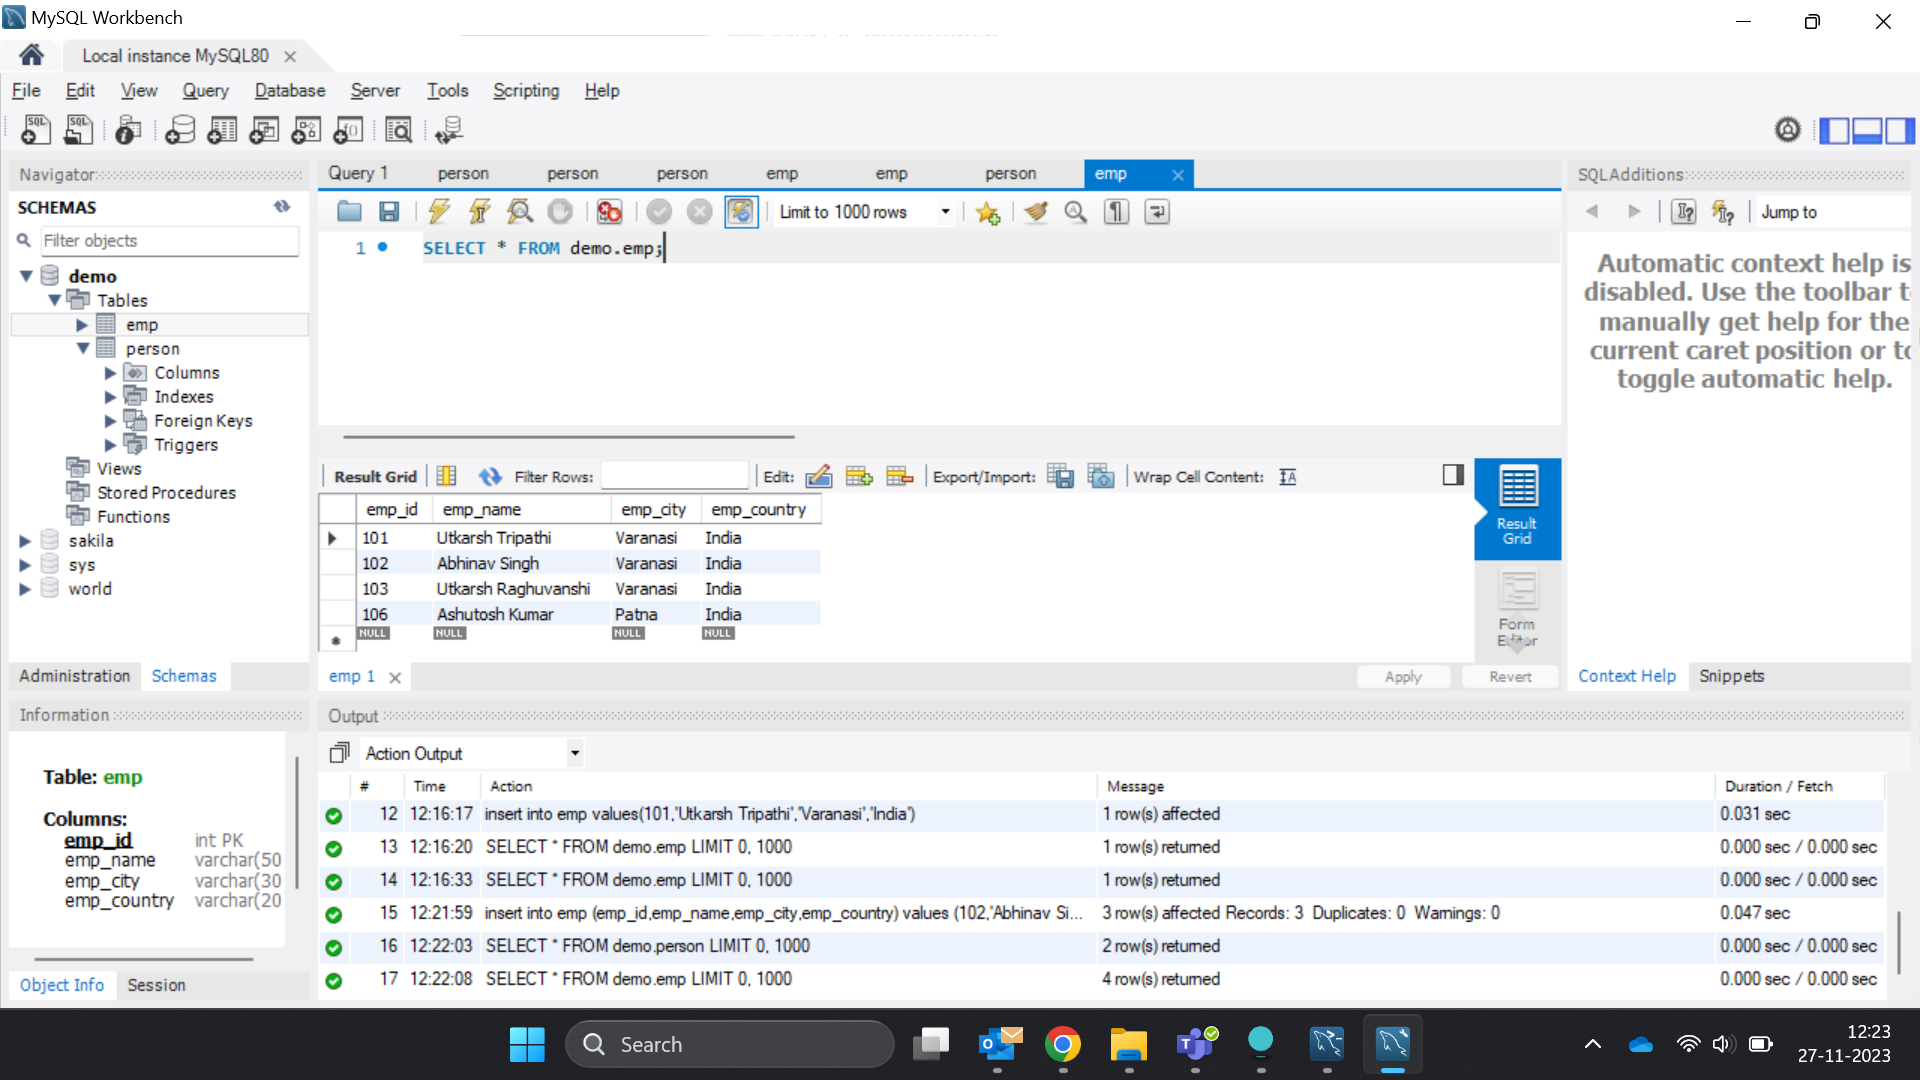 MySQL Workbench
Local instance MySQL80
File Edit View Query Database Server Tools Scripting Help
Navigator
SCHEMAS
Filter objects
demo
Tables
emp
person
Columns
Indexes
Foreign Keys
Triggers
Views
Stored Procedures
Functions
sakila
sys
world
Administration Schemas
Query 1 person person person emp emp person emp
Limit to 1000 rows
1 SELECT * FROM demo.emp;
Result Grid Filter Rows: Edit: Export/Import: Wrap Cell Content:
emp_id emp_name emp_city emp_country
101 Utkarsh Tripathi Varanasi India
102 Abhinav Singh Varanasi India
103 Utkarsh Raghuvanshi Varanasi India
106 Ashutosh Kumar Patna India
NULL NULL NULL NULL
Result
Grid
Form
Editor
emp 1 Apply Revert
SQLAdditions
Jump to
Automatic context help is
disabled. Use the toolbar
manually get help for the
current caret position or to
toggle automatic help.
Context Help Snippets
Information
Table: emp
Columns:
emp_id int PK
emp_name varchar(50
emp_city varchar(30
emp_country varchar(20
Object Info Session
Output
Action Output
# Time Action Message Duration / Fetch
12 12:16:17 insert into emp values(101,'Utkarsh Tripathi','Varanasi','India') 1 row(s) affected 0.031 sec
13 12:16:20 SELECT * FROM demo.emp LIMIT 0, 1000 1 row(s) returned 0.000 sec / 0.000 sec
14 12:16:33 SELECT * FROM demo.emp LIMIT 0, 1000 1 row(s) returned 0.000 sec / 0.000 sec
15 12:21:59 insert into emp (emp_id,emp_name,emp_city,emp_country) values (102,'Abhinav Si... 3 row(s) affected Records: 3 Duplicates: 0 Warnings: 0 0.047 sec
16 12:22:03 SELECT * FROM demo.person LIMIT 0, 1000 2 row(s) returned 0.000 sec / 0.000 sec
17 12:22:08 SELECT * FROM demo.emp LIMIT 0, 1000 4 row(s) returned 0.000 sec / 0.000 sec
Search
12:23
27-11-2023